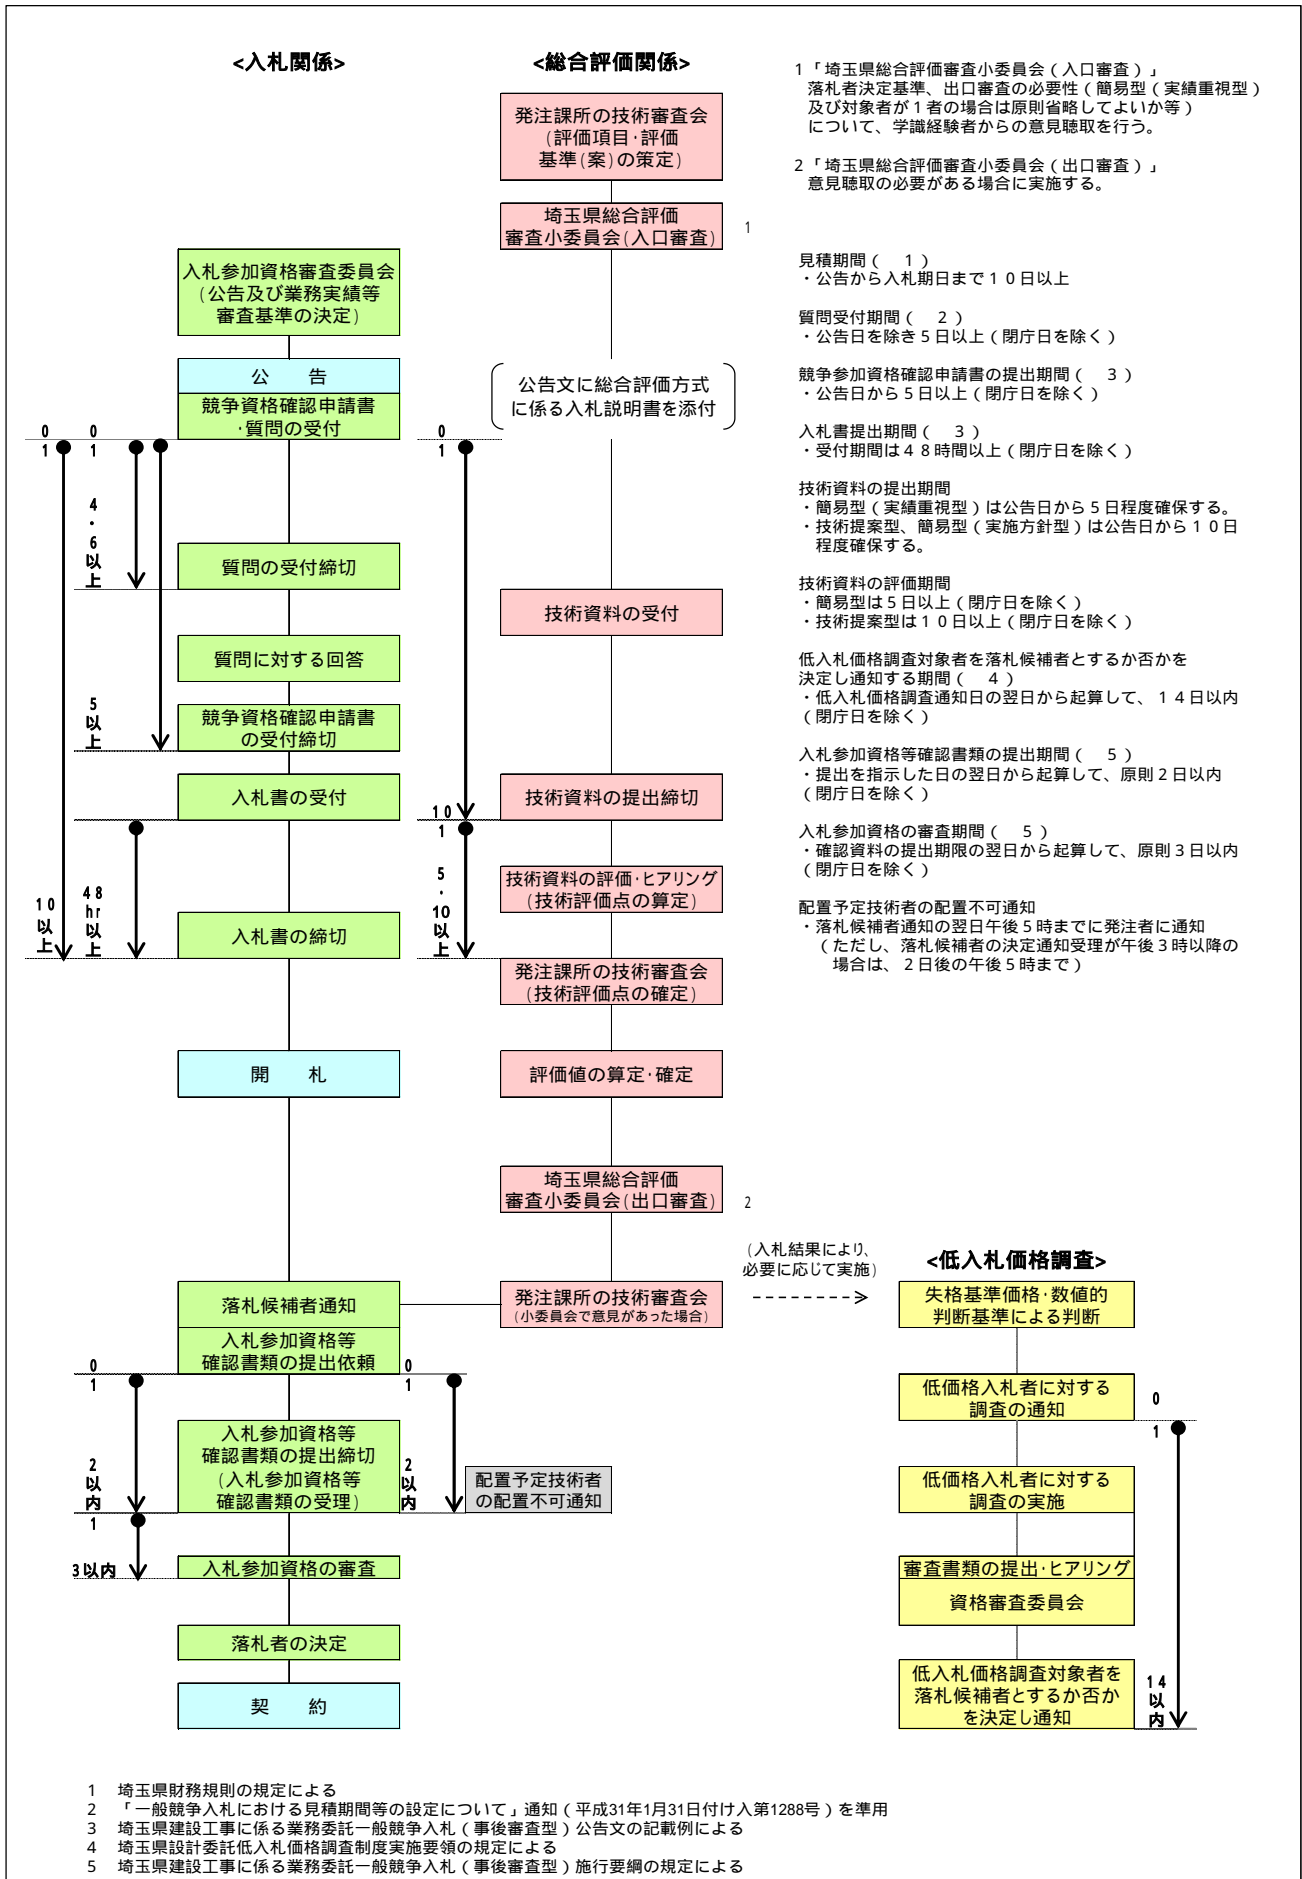 <入札関係>
<総合評価関係>
1「埼玉県総合評価審査小委員会（入口審査）」
落札者決定基準、出口審査の必要性（簡易型（実績重視型）
及び対象者が１者の場合は原則省略してよいか等）
について、学識経験者からの意見聴取を行う。
2「埼玉県総合評価審査小委員会（出口審査）」
意見聴取の必要がある場合に実施する。
発注課所の技術審査会
(評価項目･評価
基準(案)の策定)
埼玉県総合評価
審査小委員会(入口審査)
1
入札参加資格審査委員会
(公告及び業務実績等
審査基準の決定)
公　告
競争資格確認申請書
･質問の受付
公告文に総合評価方式
に係る入札説明書を添付
0
1
0
1
0
1
4・6以上
質問の受付締切
技術資料の受付
質問に対する回答
5以上
競争資格確認申請書
の受付締切
入札書の受付
技術資料の提出締切
10
1
48hr以上
10以上
5・10以上
技術資料の評価･ヒアリング
(技術評価点の算定)
入札書の締切
発注課所の技術審査会
(技術評価点の確定)
開　札
評価値の算定･確定
埼玉県総合評価
審査小委員会(出口審査)
2
見積期間（　1）
・公告から入札期日まで１０日以上
質問受付期間（　2）
・公告日を除き５日以上（閉庁日を除く）
競争参加資格確認申請書の提出期間（　3）
・公告日から５日以上（閉庁日を除く）
入札書提出期間（　3）
・受付期間は４８時間以上（閉庁日を除く）
技術資料の提出期間
・簡易型（実績重視型）は公告日から５日程度確保する。
・技術提案型、簡易型（実施方針型）は公告日から１０日
程度確保する。
技術資料の評価期間
・簡易型は５日以上（閉庁日を除く）
・技術提案型は１０日以上（閉庁日を除く）
低入札価格調査対象者を落札候補者とするか否かを
決定し通知する期間（　4）
・低入札価格調査通知日の翌日から起算して、１４日以内
（閉庁日を除く）
入札参加資格等確認書類の提出期間（　5）
・提出を指示した日の翌日から起算して、原則２日以内
（閉庁日を除く）
入札参加資格の審査期間（　5）
・確認資料の提出期限の翌日から起算して、原則３日以内
（閉庁日を除く）
配置予定技術者の配置不可通知
・落札候補者通知の翌日午後５時までに発注者に通知
（ただし、落札候補者の決定通知受理が午後３時以降の
場合は、２日後の午後５時まで）
落札候補者通知
入札参加資格等
確認書類の提出依頼
発注課所の技術審査会
(小委員会で意見があった場合)
(入札結果により、
必要に応じて実施)
0
1
0
1
入札参加資格等
確認書類の提出締切
(入札参加資格等
確認書類の受理)
2以内
2以内
配置予定技術者
の配置不可通知
1
3以内
入札参加資格の審査
落札者の決定
契　約
<低入札価格調査>
失格基準価格･数値的
判断基準による判断
低価格入札者に対する
調査の通知
0
1
低価格入札者に対する
調査の実施
審査書類の提出･ヒアリング
資格審査委員会
低入札価格調査対象者を
落札候補者とするか否か
を決定し通知
14以内
1　埼玉県財務規則の規定による
2　「一般競争入札における見積期間等の設定について」通知（平成31年1月31日付け入第1288号）を準用
3　埼玉県建設工事に係る業務委託一般競争入札（事後審査型）公告文の記載例による
4　埼玉県設計委託低入札価格調査制度実施要領の規定による
5　埼玉県建設工事に係る業務委託一般競争入札（事後審査型）施行要綱の規定による